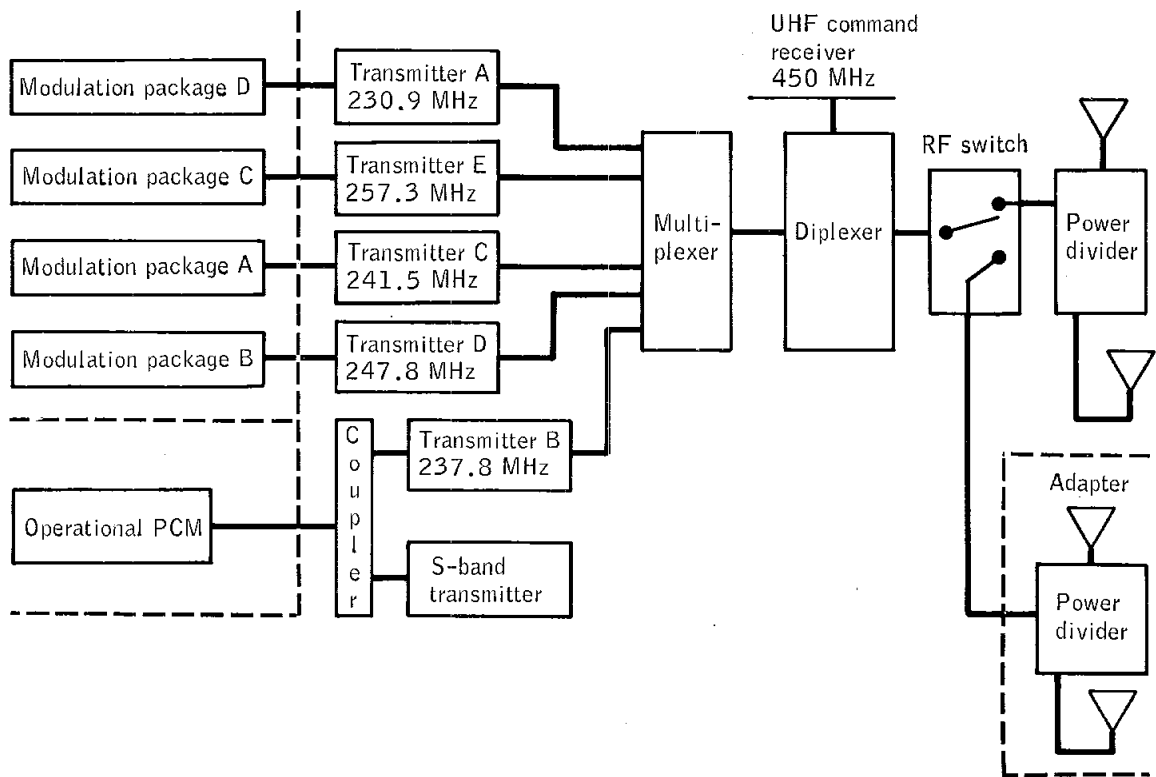 UHF command
receiver
450 MHz
Modulation package D
Transmitter A
230.9 MHz
Modulation package C
Transmitter E
257.3 MHz
Modulation package A
Transmitter C
241.5 MHz
Modulation package B
Transmitter D
247.8 MHz
Multi-
plexer
Diplexer
RF switch
Power
divider
Operational PCM
Coupler
Transmitter B
237.8 MHz
S-band
transmitter
Adapter
Power
divider